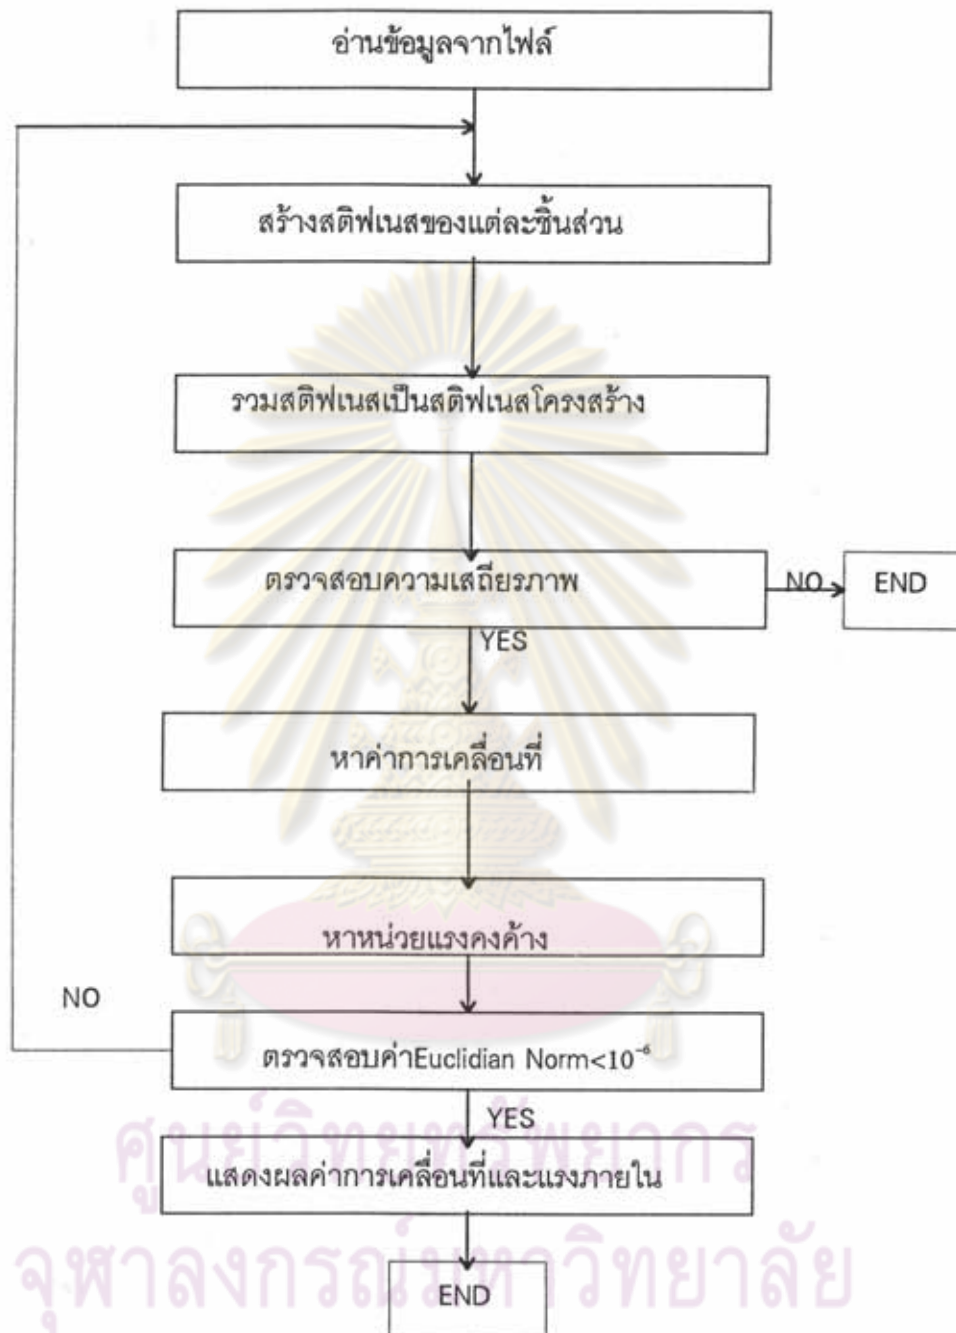 อ่านข้อมูลจากไฟล์
สร้างสติฟเนสของแต่ละชิ้นส่วน
รวมสติฟเนสเป็นสติฟเนสโครงสร้าง
ตรวจสอบความเสถียรภาพ
NO
END
YES
หาค่าการเคลื่อนที่
หาหน่วยแรงคงค้าง
NO
ตรวจสอบค่าEuclidian Norm<10⁻⁶
YES
แสดงผลค่าการเคลื่อนที่และแรงภายใน
END
ศูนย์วิทยทรัพยากร
จุฬาลงกรณ์มหาวิทยาลัย